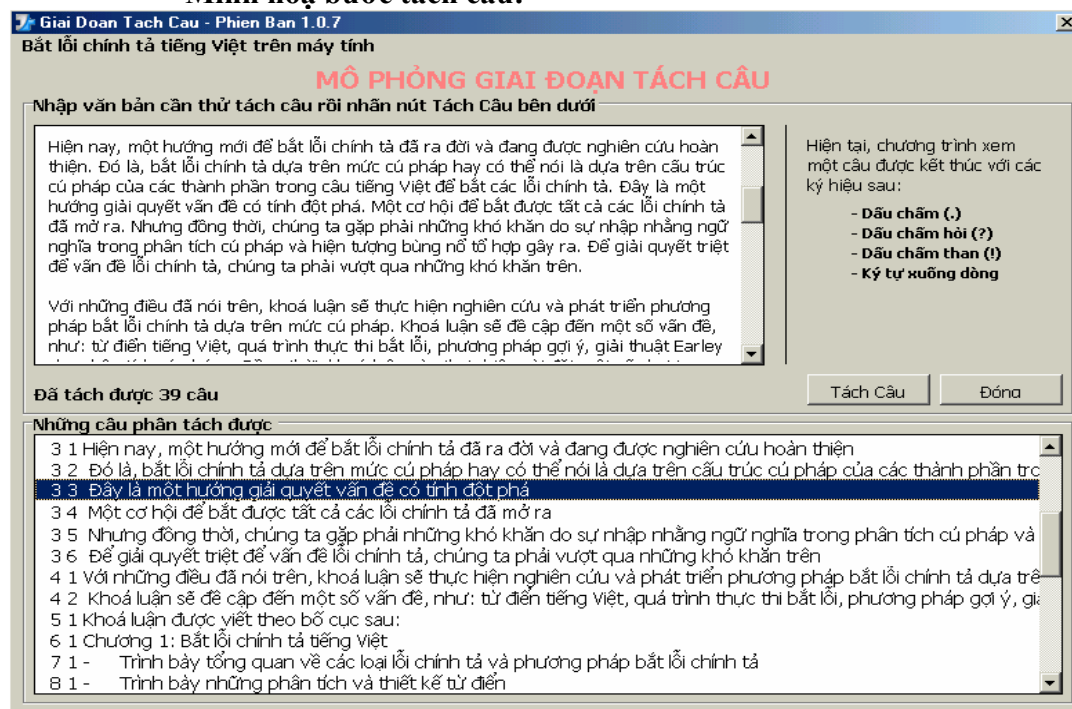 Minh hoạ bước tách câu:
Giai Doan Tach Cau - Phien Ban 1.0.7
Bắt lỗi chính tả tiếng Việt trên máy tính
MÔ PHỎNG GIAI ĐOẠN TÁCH CÂU
Nhập văn bản cần thử tách câu rồi nhấn nút Tách Câu bên dưới
Hiện nay, một hướng mới để bắt lỗi chính tả đã ra đời và đang được nghiên cứu hoàn
thiện. Đó là, bắt lỗi chính tả dựa trên mức cú pháp hay có thể nói là dựa trên cấu trúc
cú pháp của các thành phần trong câu tiếng Việt để bắt các lỗi chính tả. Đây là một
hướng giải quyết vấn đề có tính đột phá. Một cơ hội để bắt được tất cả các lỗi chính tả
đã mở ra. Nhưng đồng thời, chúng ta gặp phải những khó khăn do sự nhập nhằng ngữ
nghĩa trong phân tích cú pháp và hiện tượng bùng nổ tổ hợp gây ra. Để giải quyết triệt
để vấn đề lỗi chính tả, chúng ta phải vượt qua những khó khăn trên.
Với những điều đã nói trên, khoá luận sẽ thực hiện nghiên cứu và phát triển phương
pháp bắt lỗi chính tả dựa trên mức cú pháp. Khoá luận sẽ đề cập đến một số vấn đề,
như: từ điển tiếng Việt, quá trình thực thi bắt lỗi, phương pháp gợi ý, giải thuật Earley
Hiện tại, chương trình xem
một câu được kết thúc với các
ký hiệu sau:
- Dấu chấm (.)
- Dấu chấm hỏi (?)
- Dấu chấm than (!)
- Ký tự xuống dòng
Đã tách được 39 câu
Tách Câu
Đóng
Những câu phân tách được
3 1 Hiện nay, một hướng mới để bắt lỗi chính tả đã ra đời và đang được nghiên cứu hoàn thiện
3 2 Đó là, bắt lỗi chính tả dựa trên mức cú pháp hay có thể nói là dựa trên cấu trúc cú pháp của các thành phần trc
3 3 Đây là một hướng giải quyết vấn đề có tính đột phá
3 4 Một cơ hội để bắt được tất cả các lỗi chính tả đã mở ra
3 5 Nhưng đồng thời, chúng ta gặp phải những khó khăn do sự nhập nhằng ngữ nghĩa trong phân tích cú pháp và
3 6 Để giải quyết triệt để vấn đề lỗi chính tả, chúng ta phải vượt qua những khó khăn trên
4 1 Với những điều đã nói trên, khoá luận sẽ thực hiện nghiên cứu và phát triển phương pháp bắt lỗi chính tả dựa trê
4 2 Khoá luận sẽ đề cập đến một số vấn đề, như: từ điển tiếng Việt, quá trình thực thi bắt lỗi, phương pháp gợi ý, giả
5 1 Khoá luận được viết theo bố cục sau:
6 1 Chương 1: Bắt lỗi chính tả tiếng Việt
7 1 - Trình bày tổng quan về các loại lỗi chính tả và phương pháp bắt lỗi chính tả
8 1 - Trình bày những phân tích và thiết kế từ điển